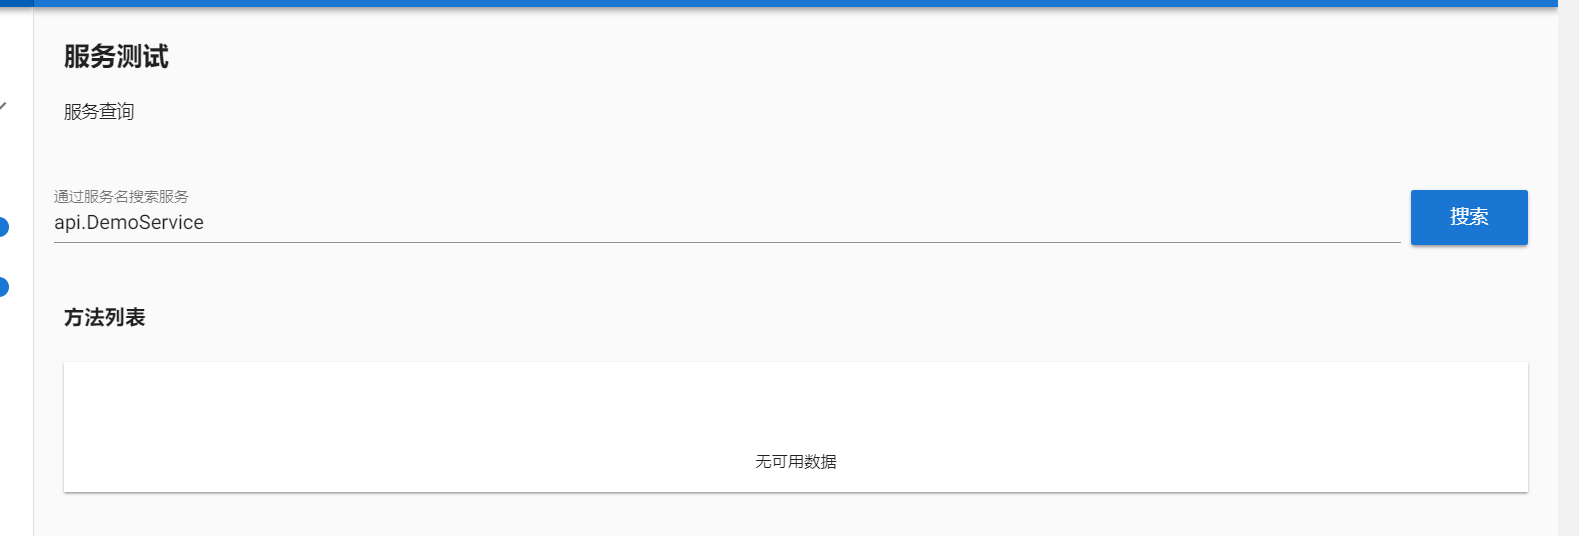 服务测试
服务查询
通过服务名搜索服务
api.DemoService
搜索
方法列表
无可用数据